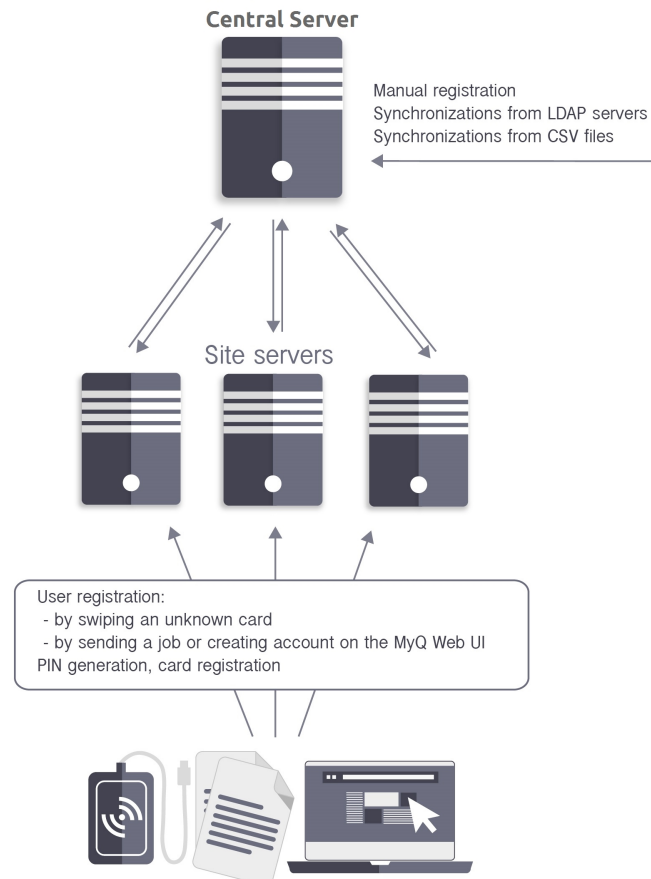 Central Server
Manual registration
Synchronizations from LDAP servers
Synchronizations from CSV files
Site servers
User registration:
- by swiping an unknown card
- by sending a job or creating account on the MyQ Web UI
PIN generation, card registration